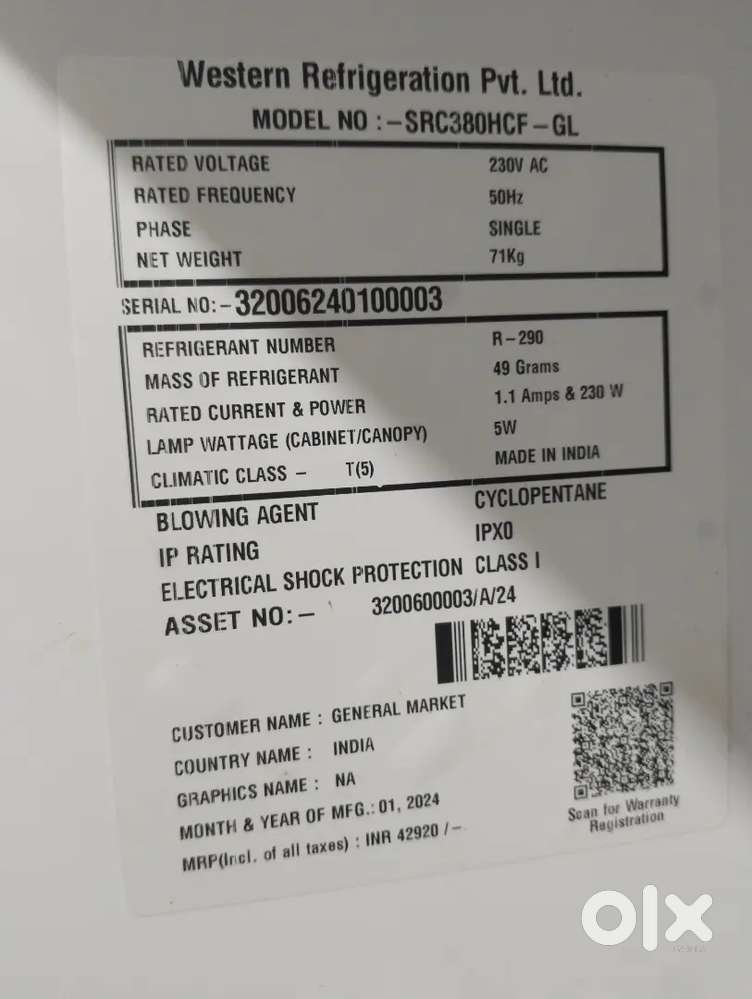 Western Refrigeration Pvt. Ltd.
MODEL NO :-SRC380HCF-GL
RATED VOLTAGE 230V AC
RATED FREQUENCY 50Hz
PHASE SINGLE
NET WEIGHT 71Kg
SERIAL NO:-32006240100003
REFRIGERANT NUMBER R-290
MASS OF REFRIGERANT 49 Grams
RATED CURRENT & POWER 1.1 Amps & 230 W
LAMP WATTAGE (CABINET/CANOPY) 5W
CLIMATIC CLASS - T(5) MADE IN INDIA
BLOWING AGENT CYCLOPENTANE
IP RATING IPX0
ELECTRICAL SHOCK PROTECTION CLASS I
ASSET NO:- 3200600003/A/24
CUSTOMER NAME : GENERAL MARKET
COUNTRY NAME : INDIA
GRAPHICS NAME : NA
MONTH & YEAR OF MFG.: 01, 2024
MRP(Incl. of all taxes) : INR 42920 /-
Scan for Warranty
Registration
olx